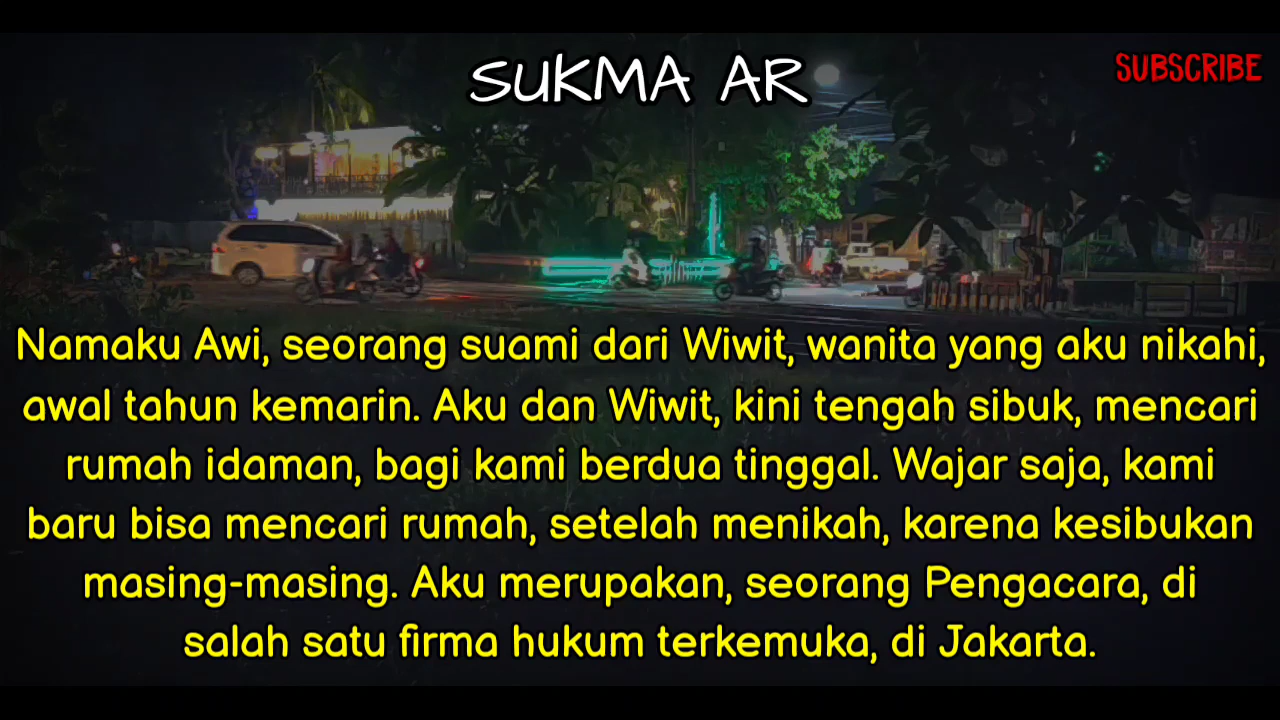 SUKMA AR
SUBSCRIBE
Namaku Awi, seorang suami dari Wiwit, wanita yang aku nikahi,
awal tahun kemarin. Aku dan Wiwit, kini tengah sibuk, mencari
rumah idaman, bagi kami berdua tinggal. Wajar saja, kami
baru bisa mencari rumah, setelah menikah, karena kesibukan
masing-masing. Aku merupakan, seorang Pengacara, di
salah satu firma hukum terkemuka, di Jakarta.